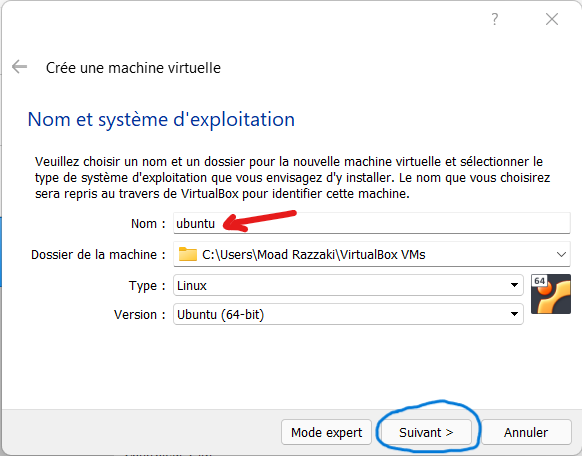 ?
Crée une machine virtuelle
Nom et système d'exploitation
Veuillez choisir un nom et un dossier pour la nouvelle machine virtuelle et sélectionner le
type de système d'exploitation que vous envisagez d'y installer. Le nom que vous choisirez
sera repris au travers de VirtualBox pour identifier cette machine.
Nom : ubuntu
Dossier de la machine : C:\Users\Moad Razzaki\VirtualBox VMs
Type : Linux
64
Version : Ubuntu (64-bit)
Mode expert Suivant > Annuler